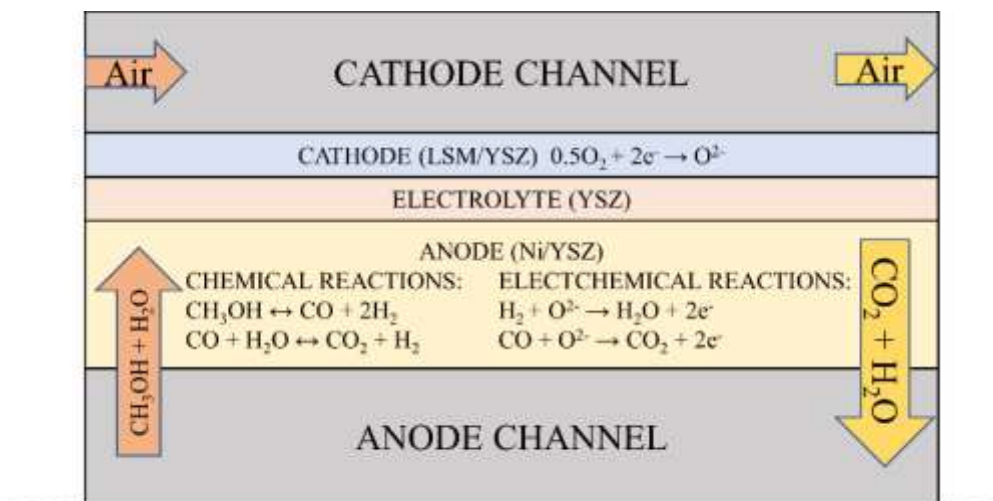 Air
CATHODE CHANNEL
Air
CATHODE (LSM/YSZ) 0.5O₂ + 2e⁻ → O²⁻
ELECTROLYTE (YSZ)
ANODE (Ni/YSZ)
CHEMICAL REACTIONS:
CH₃OH ↔ CO + 2H₂
CO + H₂O ↔ CO₂ + H₂
ELECTCHEMICAL REACTIONS:
H₂ + O²⁻ → H₂O + 2e⁻
CO + O²⁻ → CO₂ + 2e⁻
CH₃OH + H₂O
CO₂ + H₂O
ANODE CHANNEL